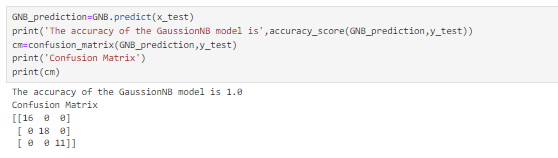 GNB_prediction=GNB.predict(x_test)
print('The accuracy of the GaussionNB model is',accuracy_score(GNB_prediction,y_test))
cm=confusion_matrix(GNB_prediction,y_test)
print('Confusion Matrix')
print(cm)
The accuracy of the GaussionNB model is 1.0
Confusion Matrix
[[16  0  0]
 [ 0 18  0]
 [ 0  0 11]]